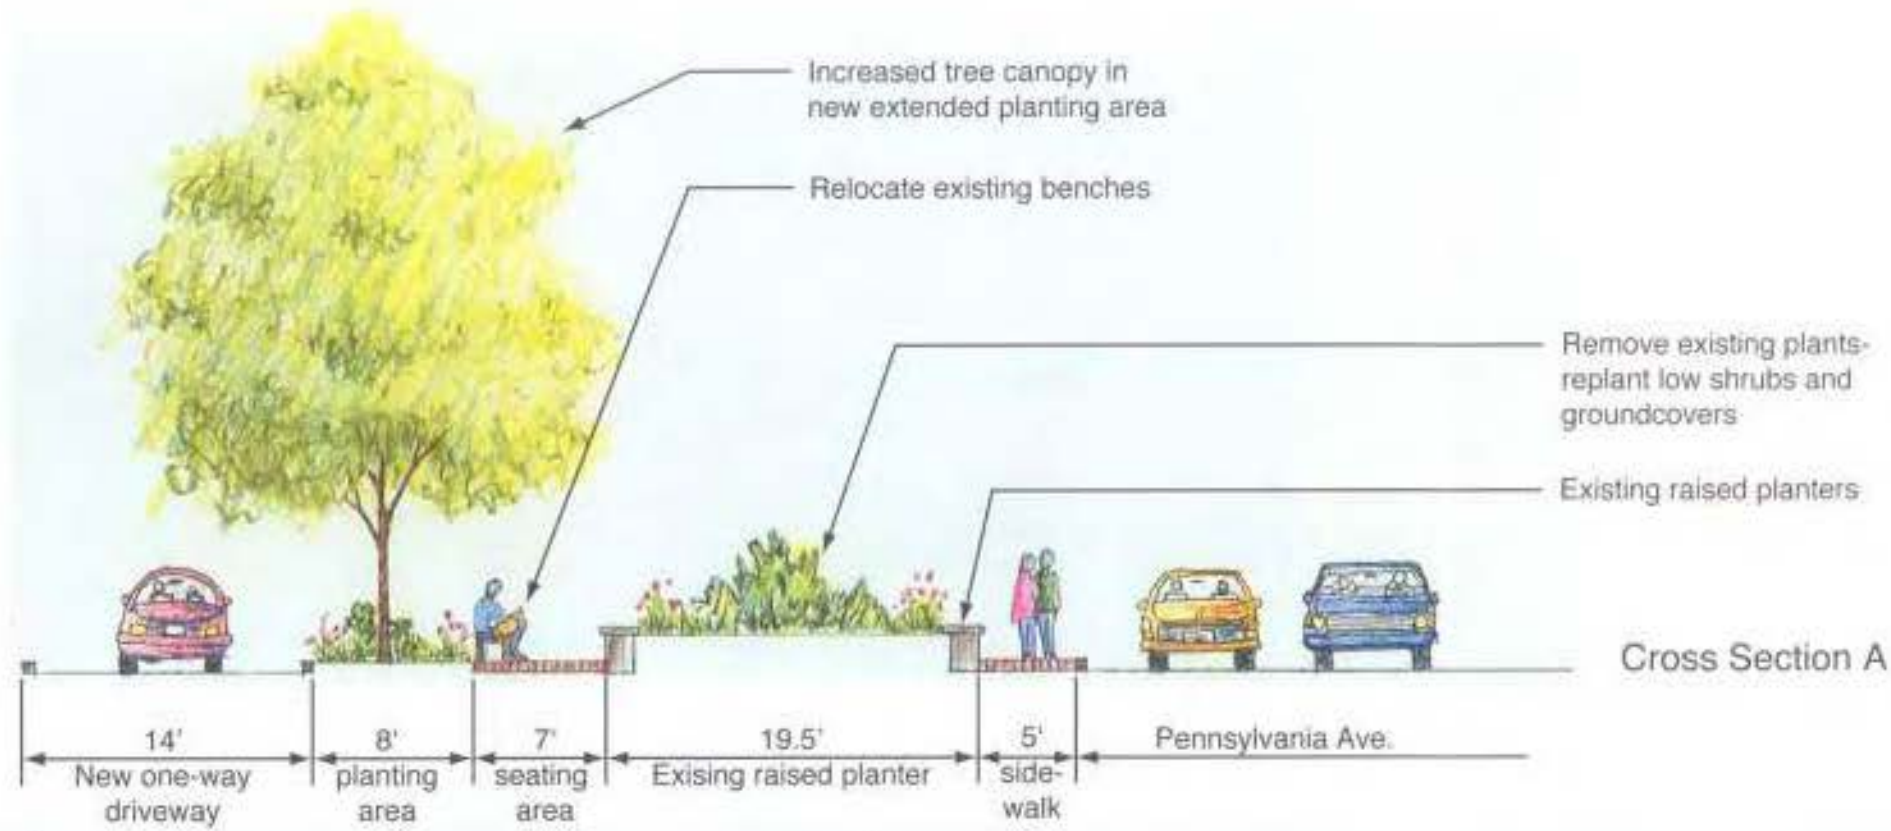 Increased tree canopy in
new extended planting area
Relocate existing benches
Remove existing plants-
replant low shrubs and
groundcovers
Existing raised planters
Cross Section A
14'
8'
7'
19.5'
5'
Pennsylvania Ave.
New one-way
driveway
planting
area
seating
area
Exising raised planter
side-
walk